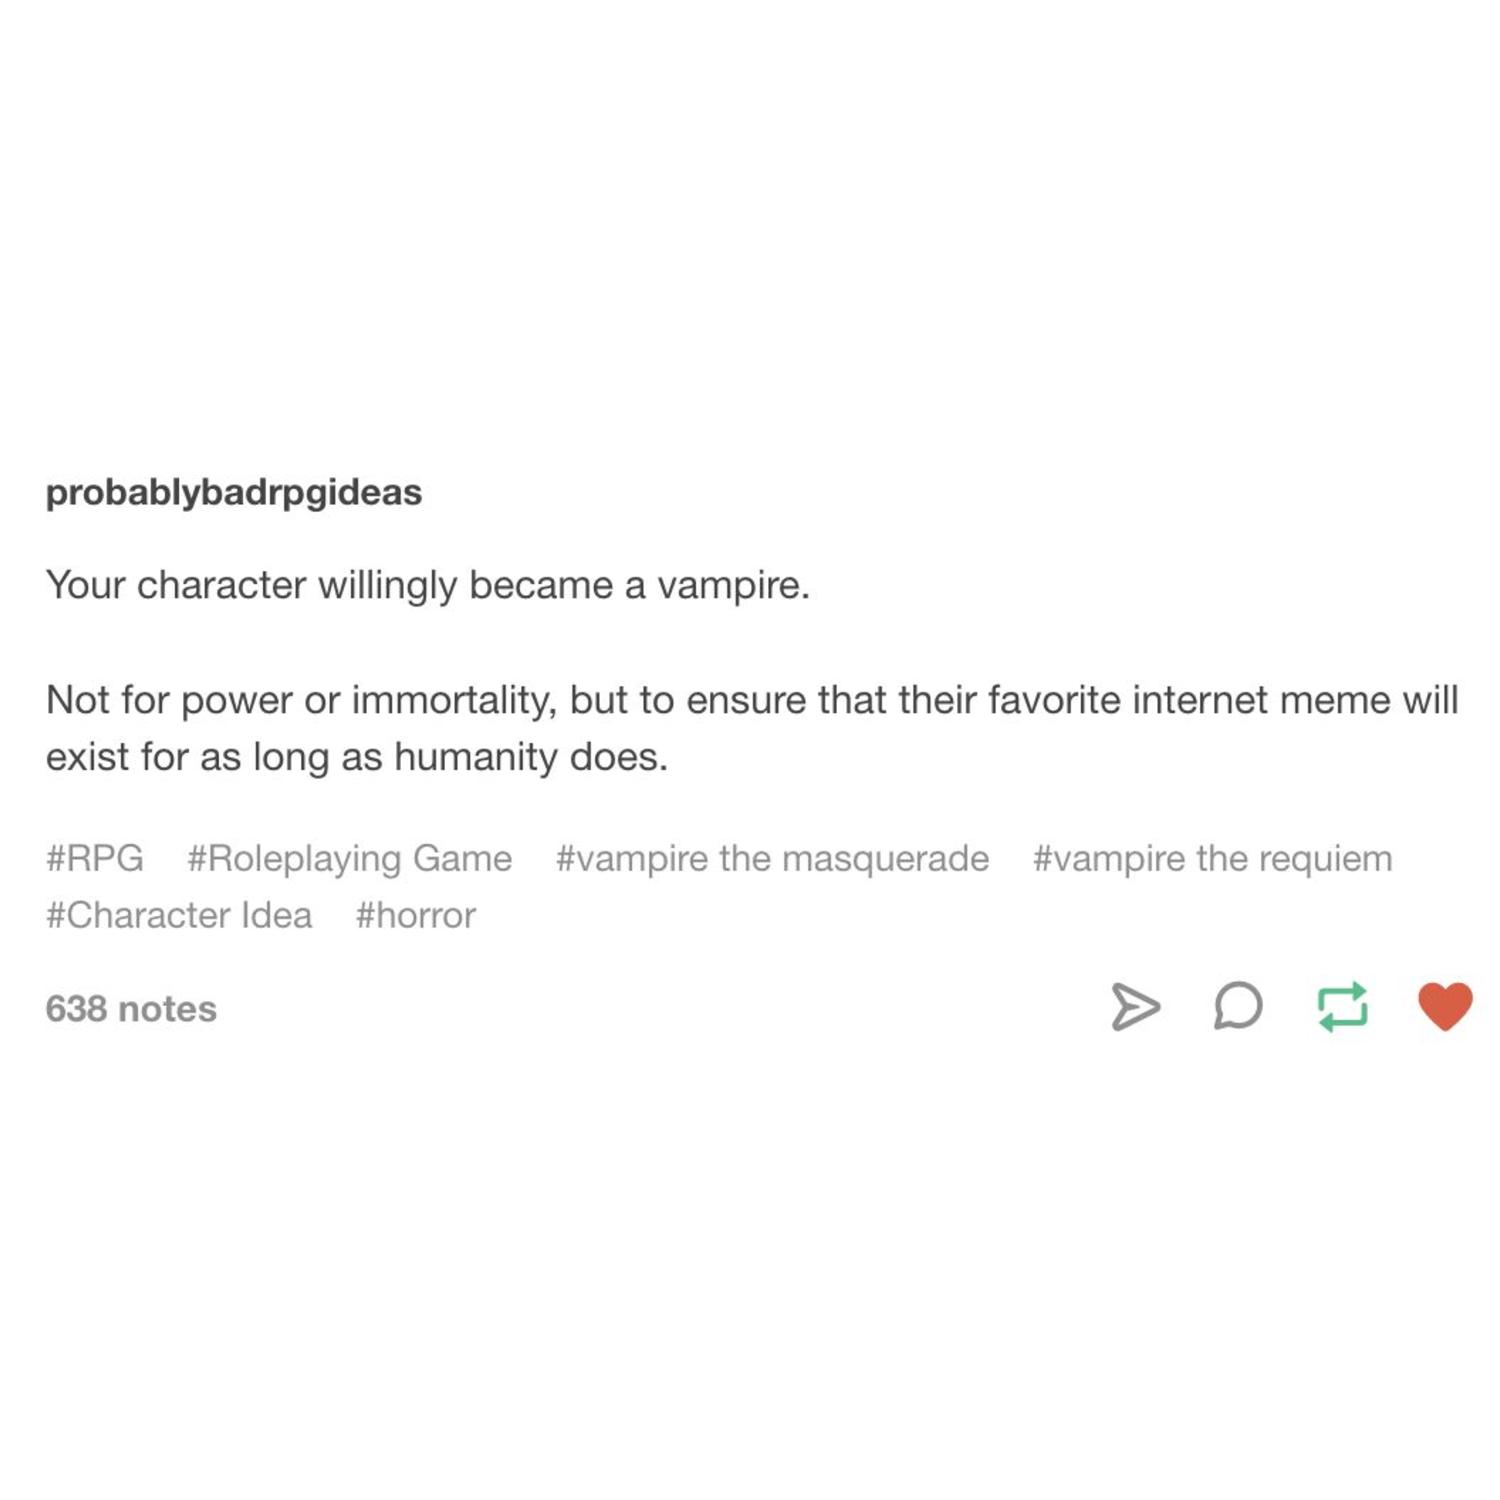 probablybadrpgideas
Your character willingly became a vampire.
Not for power or immortality, but to ensure that their favorite internet meme will
exist for as long as humanity does.
#RPG #Roleplaying Game #vampire the masquerade #vampire the requiem
#Character Idea #horror
638 notes